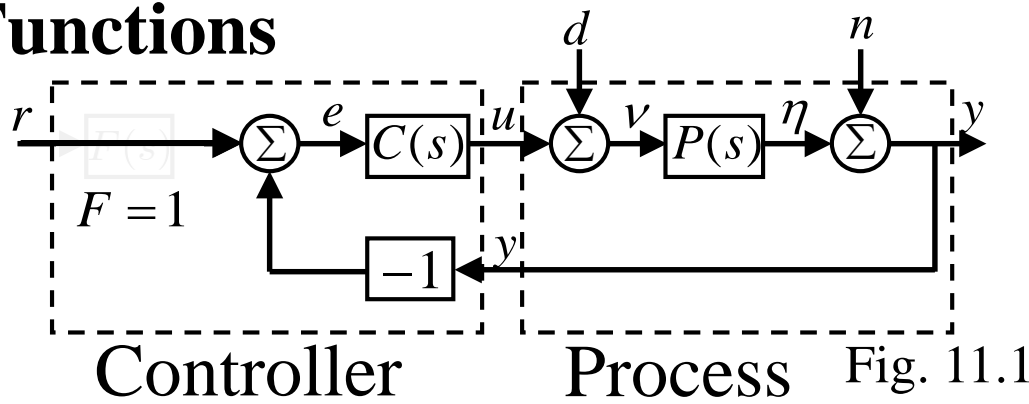 Functions
d n
r e u ν η y
Σ C(s) Σ P(s) Σ
F(s)
F = 1
y
−1
Controller Process Fig. 11.1